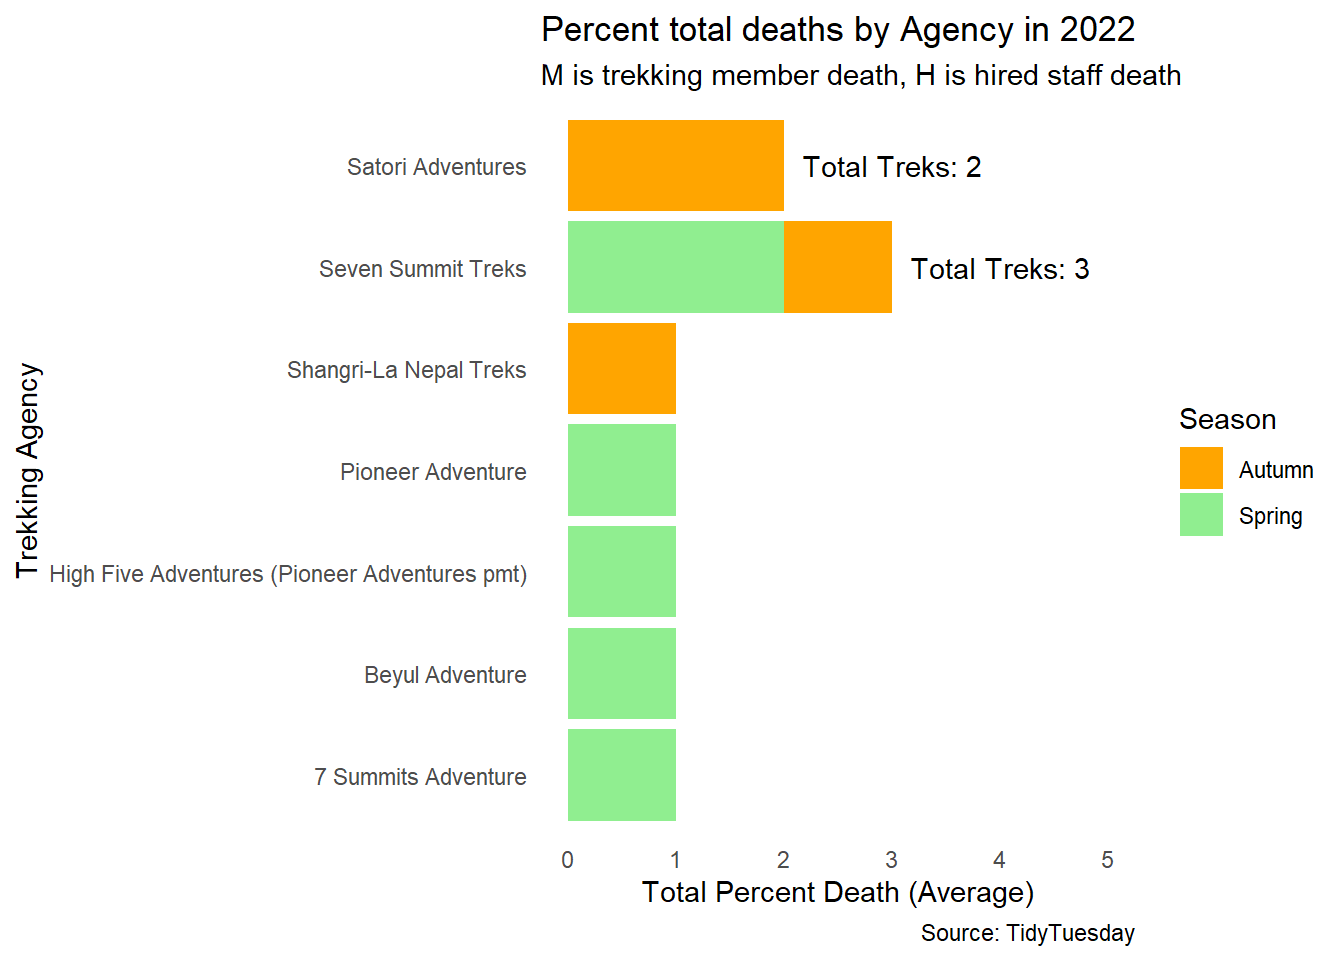 Percent total deaths by Agency in 2022
M is trekking member death, H is hired staff death
Trekking Agency
Satori Adventures
Total Treks: 2
Seven Summit Treks
Total Treks: 3
Shangri-La Nepal Treks
Pioneer Adventure
High Five Adventures (Pioneer Adventures pmt)
Beyul Adventure
7 Summits Adventure
0 1 2 3 4 5
Total Percent Death (Average)
Season
Autumn
Spring
Source: TidyTuesday